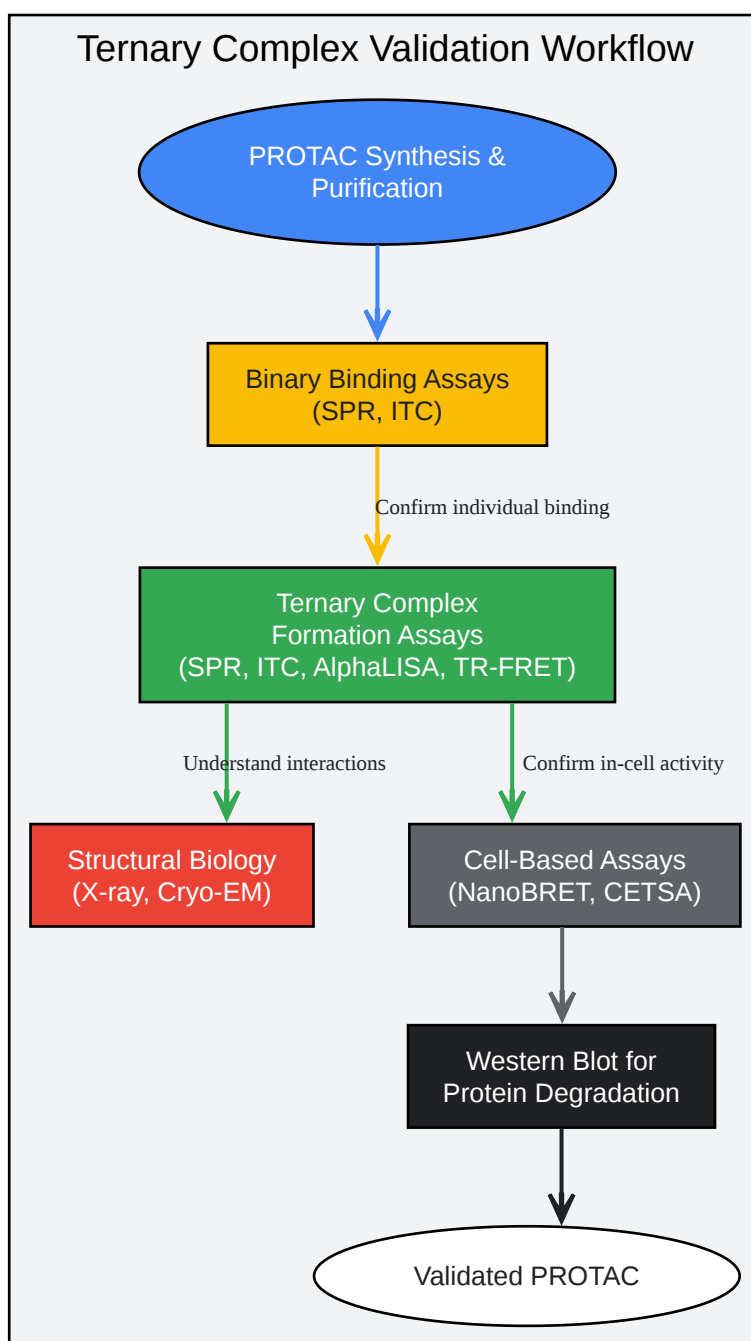 Ternary Complex Validation Workflow
PROTAC Synthesis &
Purification
Binary Binding Assays
(SPR, ITC)
Confirm individual binding
Ternary Complex
Formation Assays
(SPR, ITC, AlphaLISA, TR-FRET)
Understand interactions
Confirm in-cell activity
Structural Biology
(X-ray, Cryo-EM)
Cell-Based Assays
(NanoBRET, CETSA)
Western Blot for
Protein Degradation
Validated PROTAC